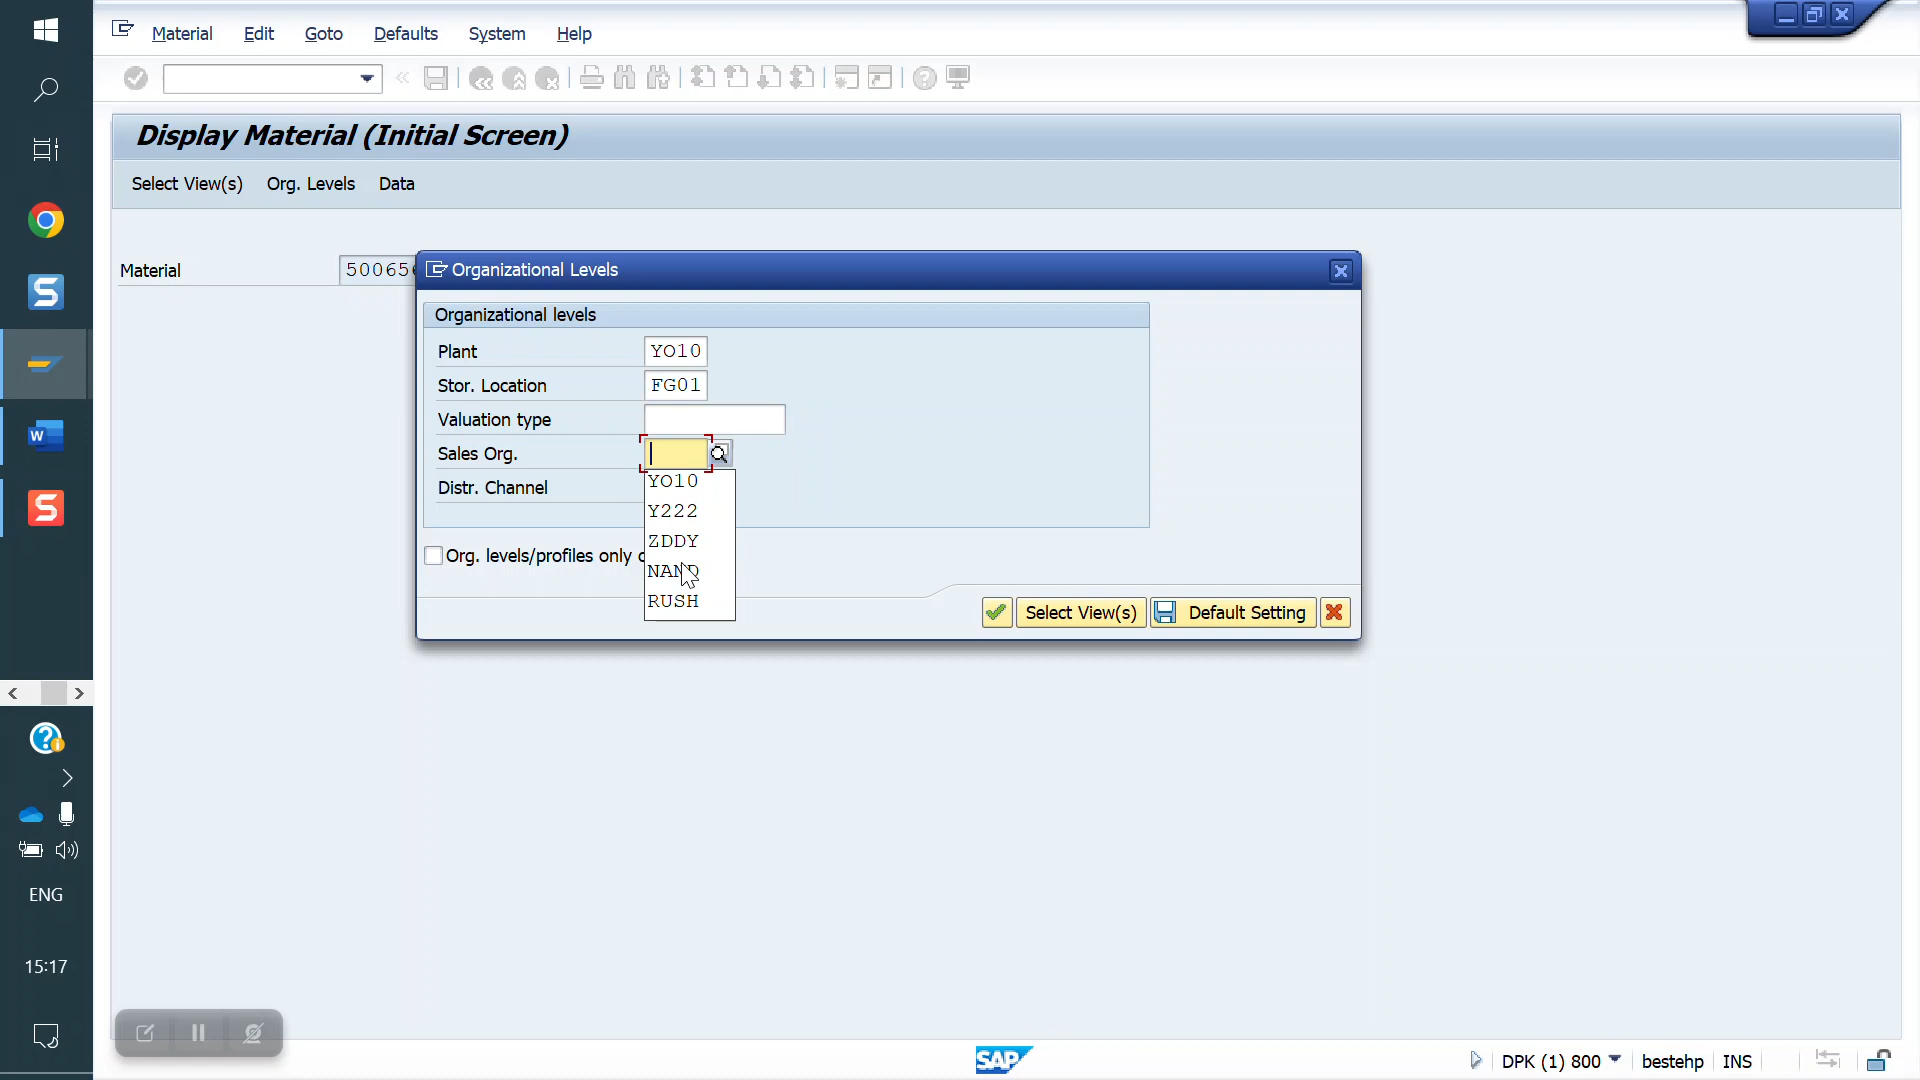 Material Edit Goto Defaults System Help
Display Material (Initial Screen)
Select View(s) Org. Levels Data
Material 50065
Organizational Levels
Organizational levels
Plant YO10
Stor. Location FG01
Valuation type
Sales Org.
YO10
Distr. Channel
Y222
ZDDY
Org. levels/profiles only
NAND
RUSH
Select View(s) Default Setting
W
S
S
ENG
15:17
SAP
DPK (1) 800 bestehp INS